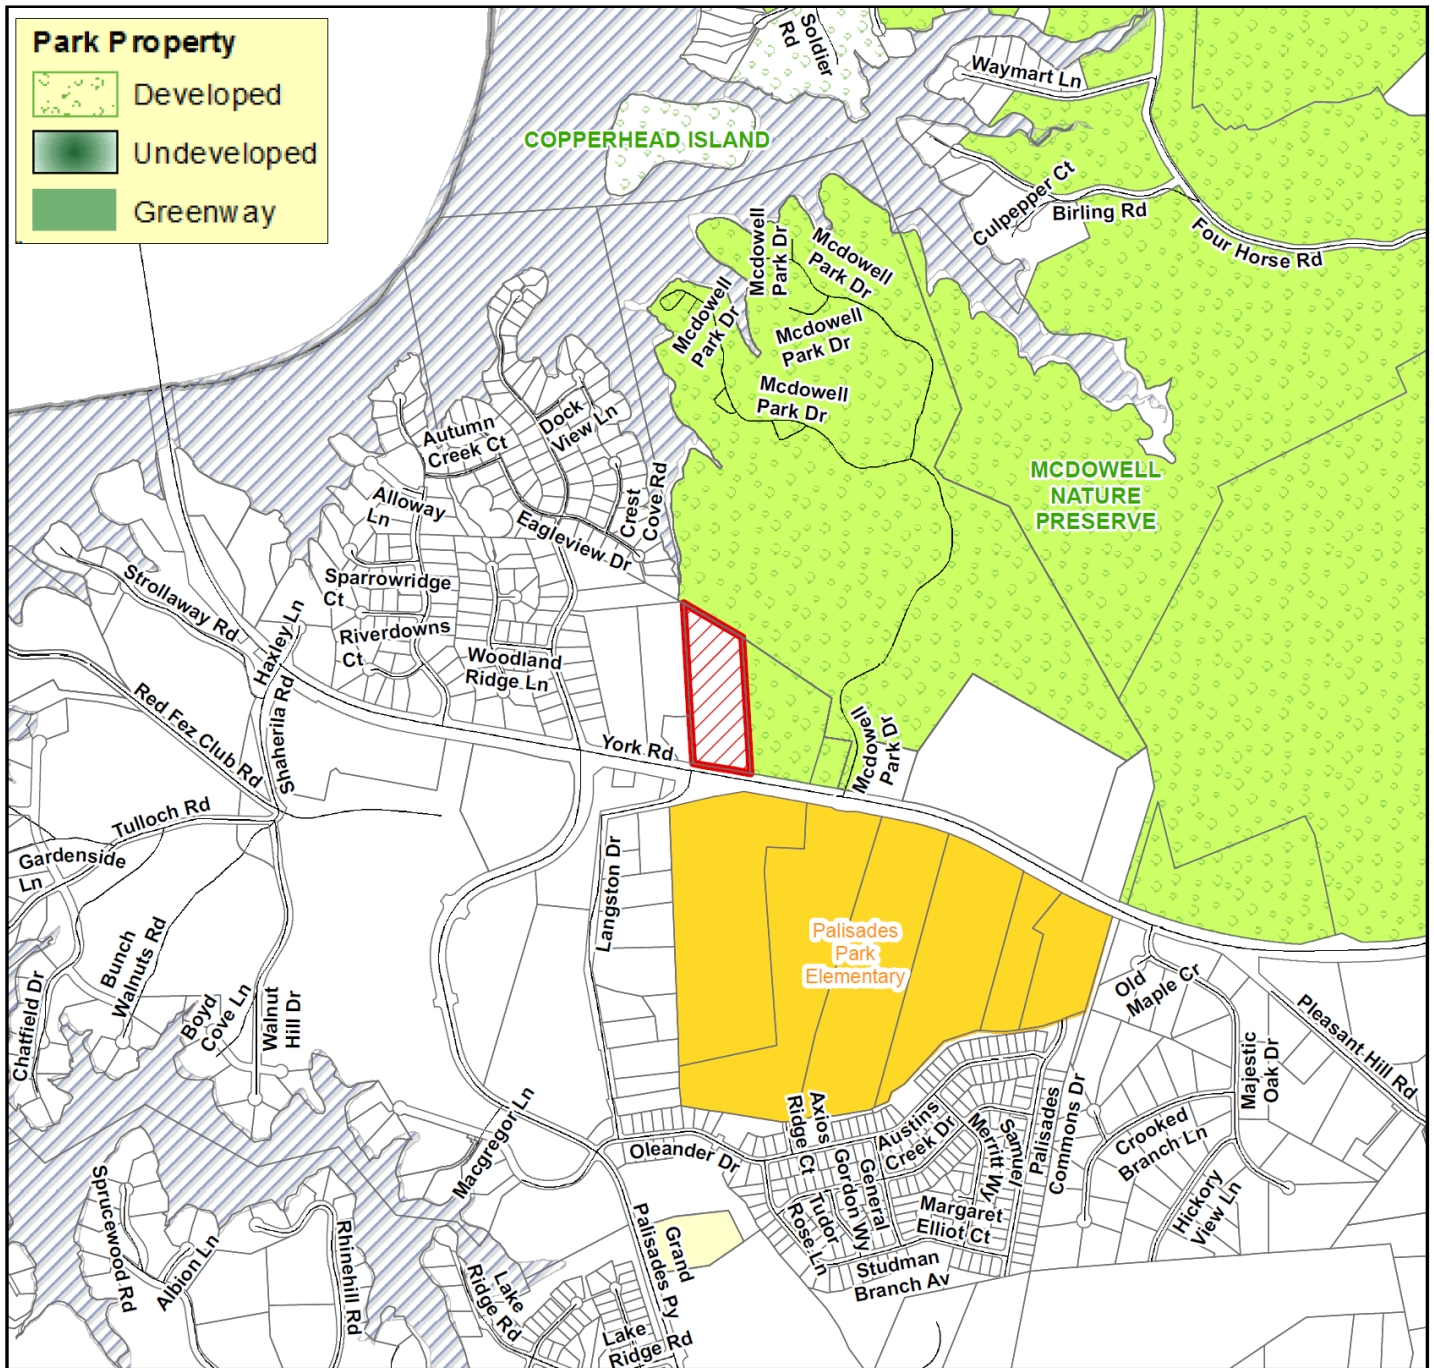 Park Property
Developed
Undeveloped
Greenway
Soldier
Rd
Waymart Ln
COPPERHEAD ISLAND
Culpepper Ct
Birling Rd
Four Horse Rd
Mcdowell
Park Dr
Mcdowell
Park Dr
Mcdowell
Park Dr
Mcdowell
Park Dr
Mcdowell
Park Dr
MCDOWELL
NATURE
PRESERVE
Autumn
Creek Ct
Dock
View Ln
Alloway
Ln
Eagleview Dr
Crest
Cove Rd
Sparrowridge
Ct
Riverdowns
Ct
Woodland
Ridge Ln
Strollaway Rd
Haxley Ln
Shaherila Rd
Red Fez Club Rd
York Rd
Mcdowell
Park Dr
Tulloch Rd
Gardenside
Ln
Langston Dr
Palisades
Park
Elementary
Bunch
Walnuts Rd
Chatfield Dr
Boyd
Cove Ln
Walnut
Hill Dr
Old
Maple Cr
Pleasant Hill Rd
Majestic
Oak Dr
Macgregor Ln
Oleander Dr
Axios
Ridge Ct
Austins
Creek Dr
Merritt Wy
Samuel
Palisades
Commons Dr
Crooked
Branch Ln
Hickory
View Ln
Gordon Wy
General
Tudor
Rose Ln
Margaret
Elliot Ct
Studman
Branch Av
Grand
Palisades Py
Sprucewood Rd
Albion Ln
Rhinehill Rd
Lake
Ridge Rd
Lake
Ridge Rd